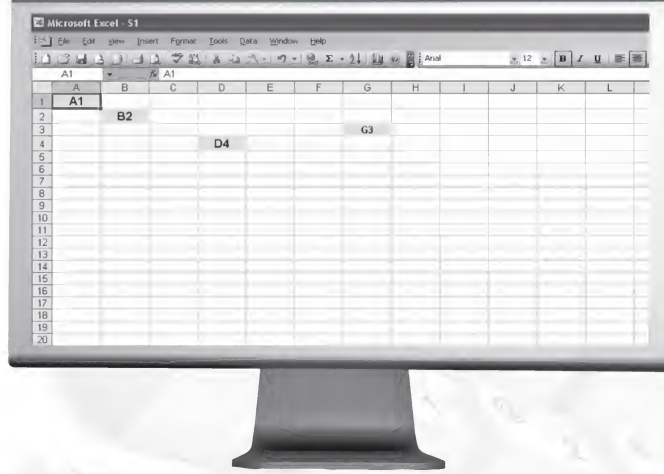 Microsoft Excel - S1
File Edit View Insert Format Tools Data Window Help
Arial 12 B I U
A1 fx A1
A B C D E F G H I J K L
1 A1
2 B2
3 G3
4 D4
5
6
7
8
9
10
11
12
13
14
15
16
17
18
19
20